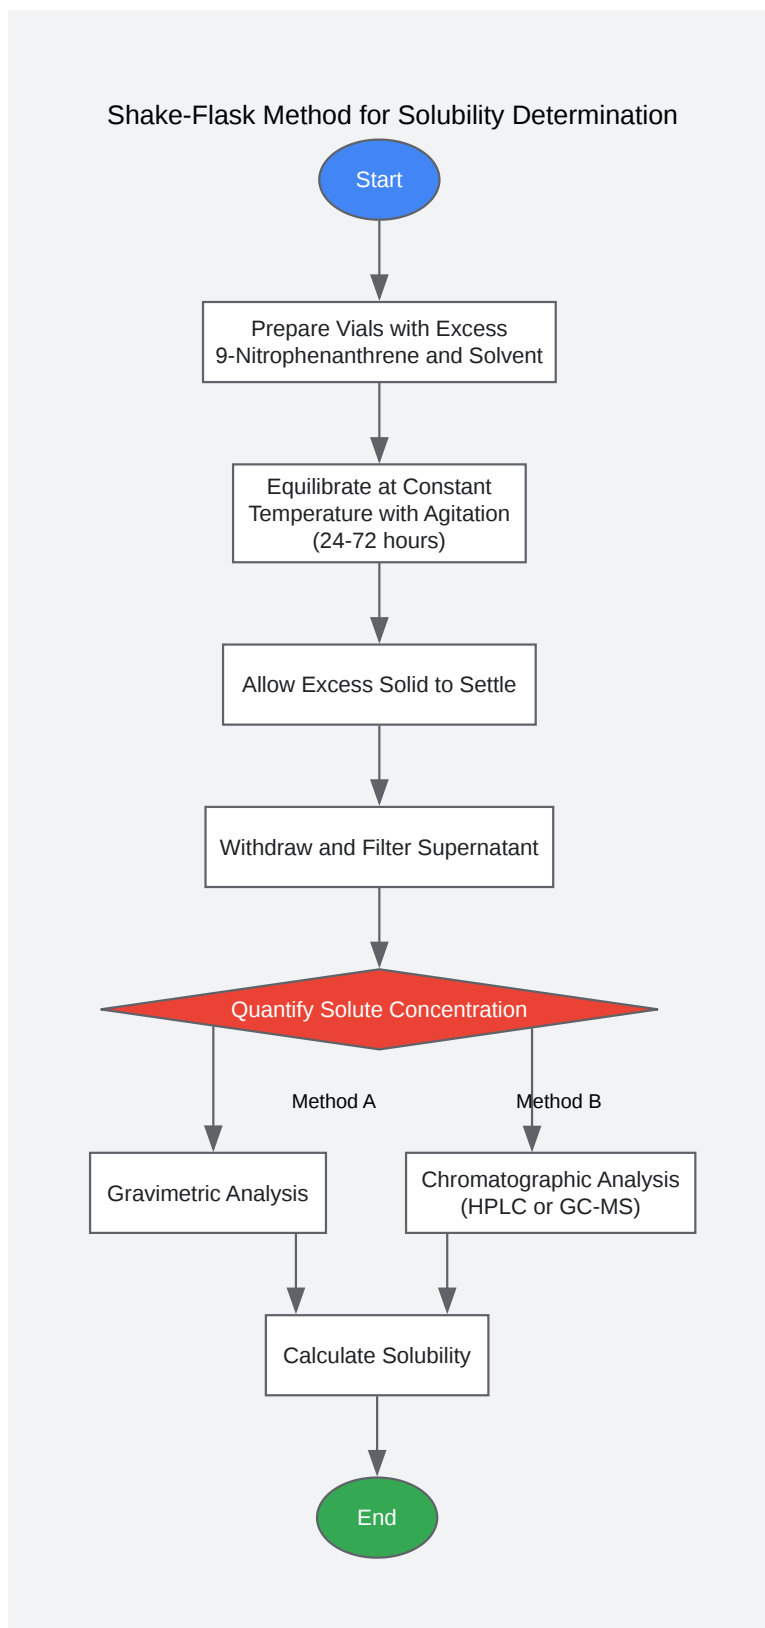 Shake-Flask Method for Solubility Determination
Start
Prepare Vials with Excess
9-Nitrophenanthrene and Solvent
Equilibrate at Constant
Temperature with Agitation
(24-72 hours)
Allow Excess Solid to Settle
Withdraw and Filter Supernatant
Quantify Solute Concentration
Method A
Method B
Gravimetric Analysis
Chromatographic Analysis
(HPLC or GC-MS)
Calculate Solubility
End